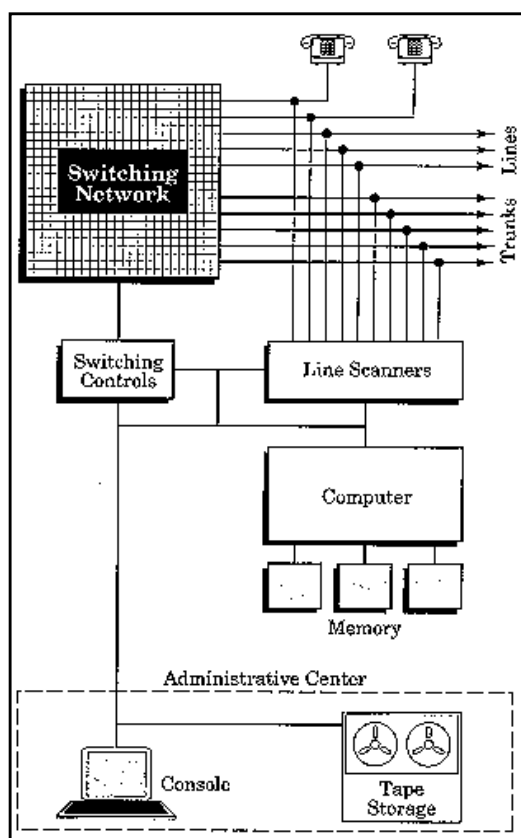 Switching
Network
Lines
Trunks
Switching
Controls
Line Scanners
Computer
Memory
Administrative Center
Console
Tape
Storage